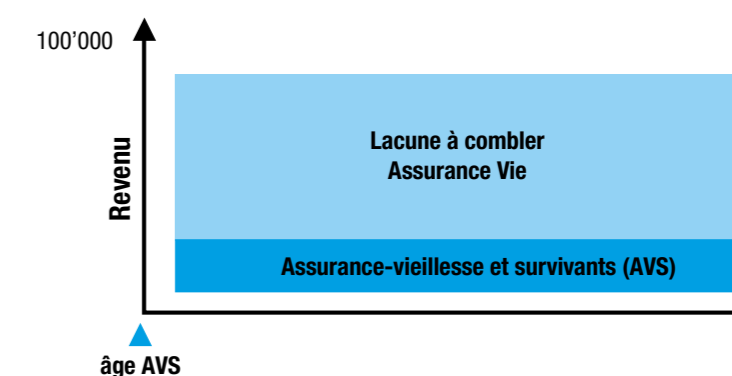 100’000
Revenu
Lacune à combler
Assurance Vie
Assurance-vieillesse et survivants (AVS)
âge AVS